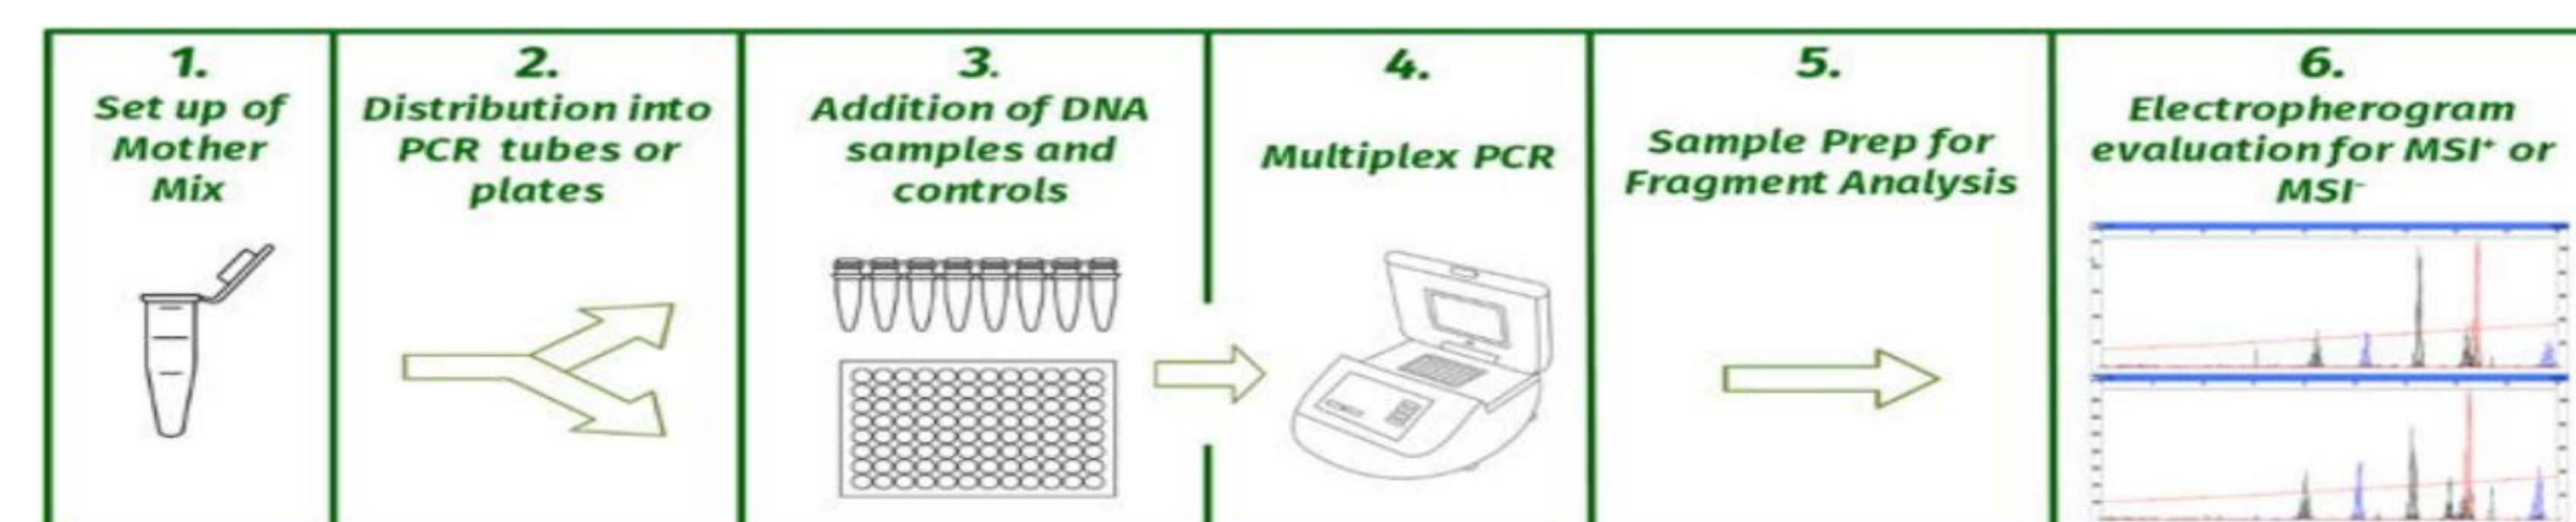 1.
Set up of
Mother
Mix
2.
Distribution into
PCR tubes or
plates
3.
Addition of DNA
samples and
controls
4.
Multiplex PCR
5.
Sample Prep for
Fragment Analysis
6.
Electropherogram
evaluation for MSI⁺ or
MSI⁻